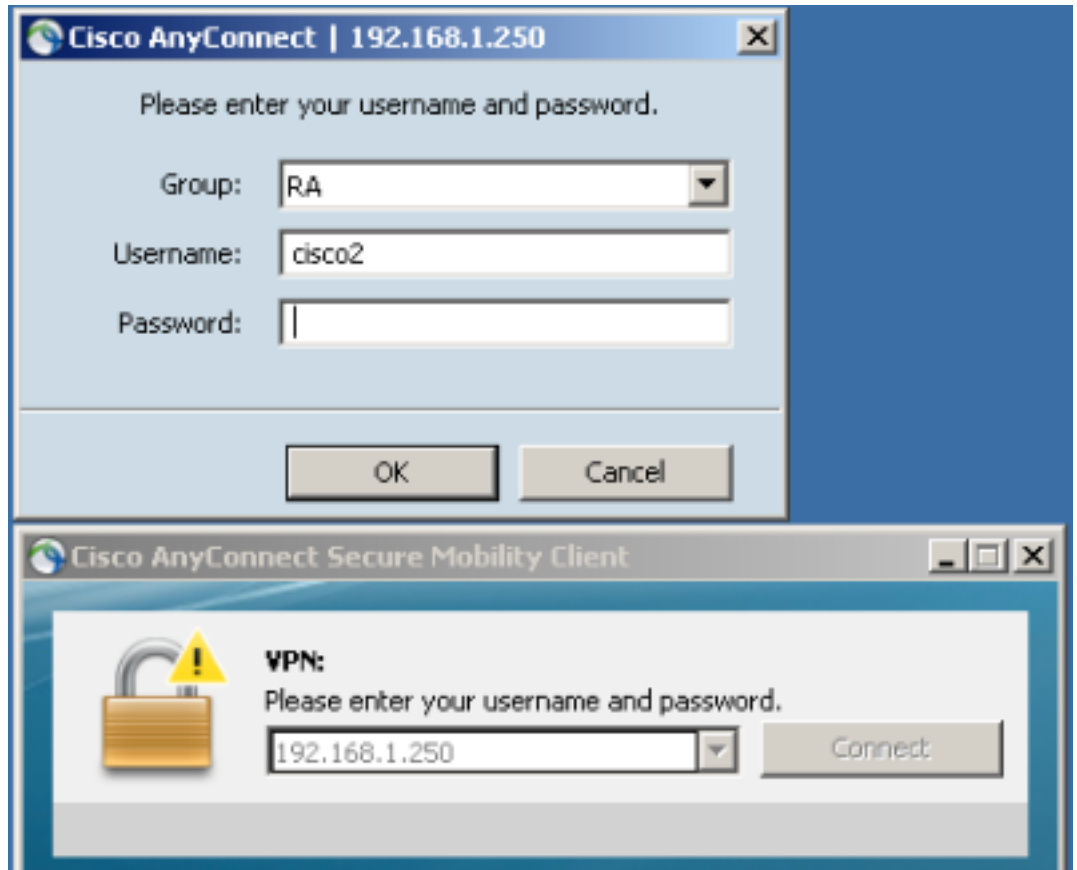 Cisco AnyConnect | 192.168.1.250
Please enter your username and password.
Group: RA
Username: cisco2
Password:
OK Cancel
Cisco AnyConnect Secure Mobility Client
VPN:
Please enter your username and password.
192.168.1.250 Connect